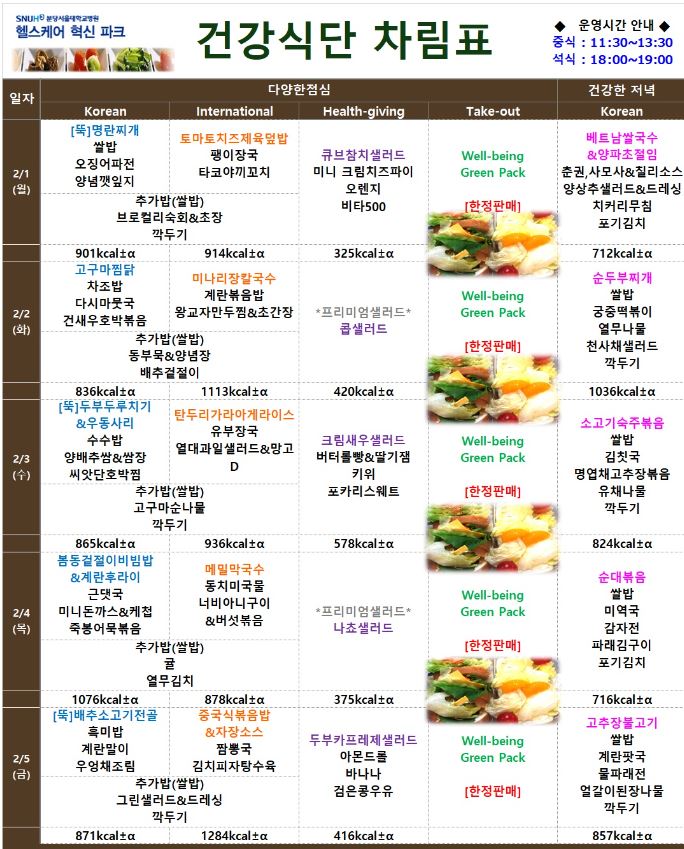 SNUH 분당서울대학교병원
헬스케어 혁신 파크
건강식단 차림표
◆ 운영시간 안내 ◆
중식 : 11:30~13:30
석식 : 18:00~19:00
일자
다양한점심
건강한 저녁
Korean
International
Health-giving
Take-out
Korean
2/1
(월)
[뚝]명란찌개
쌀밥
오징어파전
양념깻잎지
토마토치즈제육덮밥
팽이장국
타코야끼꼬치
추가밥(쌀밥)
브로컬리숙회&초장
깍두기
큐브참치샐러드
미니 크림치즈파이
오렌지
비타500
Well-being
Green Pack
[한정판매]
베트남쌀국수
&양파초절임
춘권,사모사&칠리소스
양상추샐러드&드레싱
치커리무침
포기김치
901kcal±α
914kcal±α
325kcal±α
712kcal±α
2/2
(화)
고구마찜닭
차조밥
다시마뭇국
건새우호박볶음
미나리장칼국수
계란볶음밥
왕교자만두찜&초간장
추가밥(쌀밥)
동부묵&양념장
배추겉절이
*프리미엄샐러드*
콥샐러드
Well-being
Green Pack
[한정판매]
순두부찌개
쌀밥
궁중떡볶이
열무나물
천사채샐러드
깍두기
836kcal±α
1113kcal±α
420kcal±α
1036kcal±α
2/3
(수)
[뚝]두부두루치기
&우동사리
수수밥
양배추쌈&쌈장
씨앗단호박찜
탄두리가라아게라이스
유부장국
열대과일샐러드&망고
D
추가밥(쌀밥)
고구마순나물
깍두기
크림새우샐러드
버터롤빵&딸기잼
키위
포카리스웨트
Well-being
Green Pack
[한정판매]
소고기숙주볶음
쌀밥
김칫국
명엽채고추장볶음
유채나물
깍두기
865kcal±α
936kcal±α
578kcal±α
824kcal±α
2/4
(목)
봄동겉절이비빔밥
&계란후라이
근댓국
미니돈까스&케첩
죽봉어묵볶음
메밀막국수
동치미국물
너비아니구이
&버섯볶음
추가밥(쌀밥)
귤
열무김치
*프리미엄샐러드*
나쵸샐러드
Well-being
Green Pack
[한정판매]
순대볶음
쌀밥
미역국
감자전
파래김구이
포기김치
1076kcal±α
878kcal±α
375kcal±α
716kcal±α
2/5
(금)
[뚝]배추소고기전골
흑미밥
계란말이
우엉채조림
중국식볶음밥
&자장소스
짬뽕국
김치피자탕수육
추가밥(쌀밥)
그린샐러드&드레싱
깍두기
두부카프레제샐러드
아몬드롤
바나나
검은콩우유
Well-being
Green Pack
[한정판매]
고추장불고기
쌀밥
계란팟국
물파래전
얼갈이된장나물
깍두기
871kcal±α
1284kcal±α
416kcal±α
857kcal±α